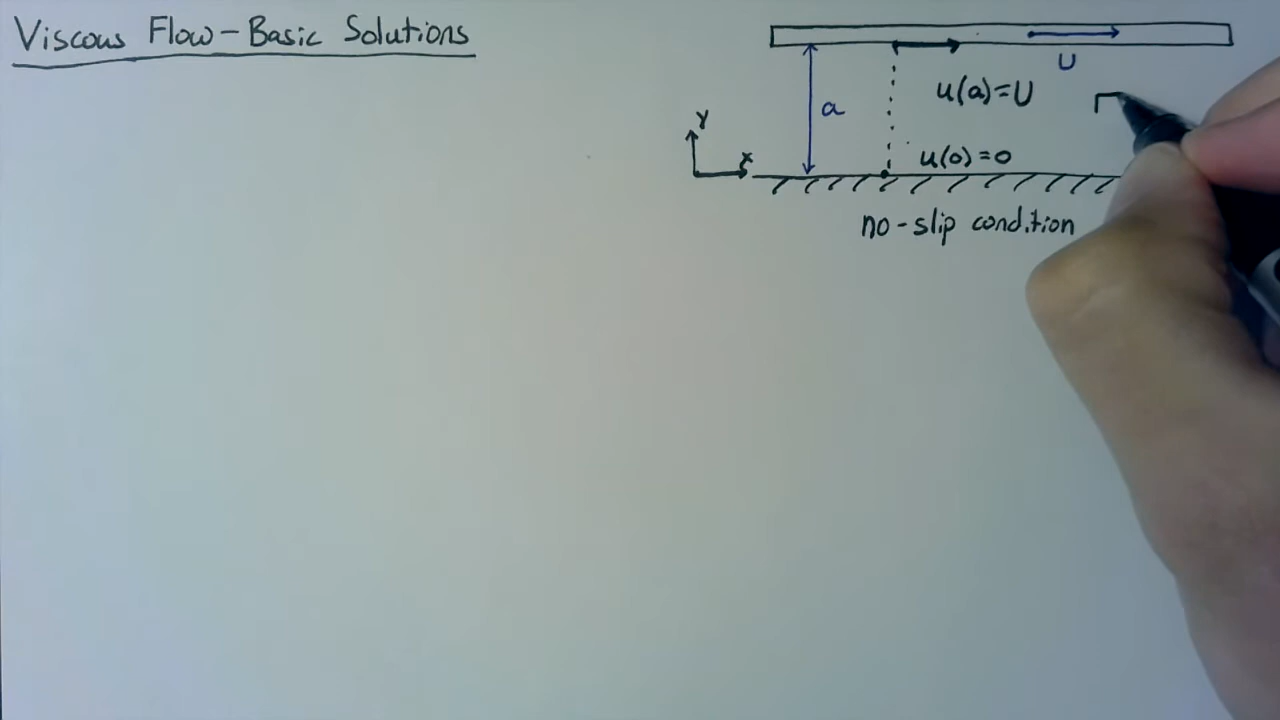 Viscous Flow-Basic Solutions
U
u(a)=U
a
Y
X
u(0)=0
no-slip condition